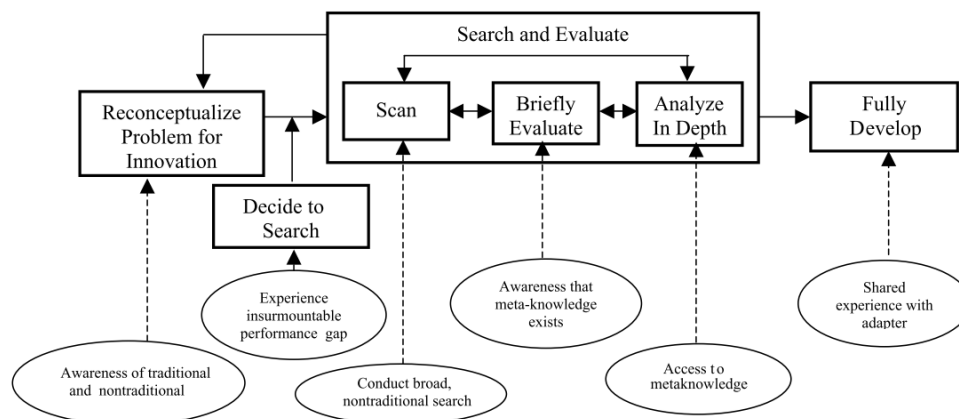 Search and Evaluate
Reconceptualize
Problem for
Innovation
Scan
Briefly
Evaluate
Analyze
In Depth
Fully
Develop
Decide to
Search
Experience
insurmountable
performance gap
Awareness that
meta-knowledge
exists
Shared
experience with
adapter
Awareness of traditional
and nontraditional
Conduct broad,
nontraditional search
Access to
metaknowledge